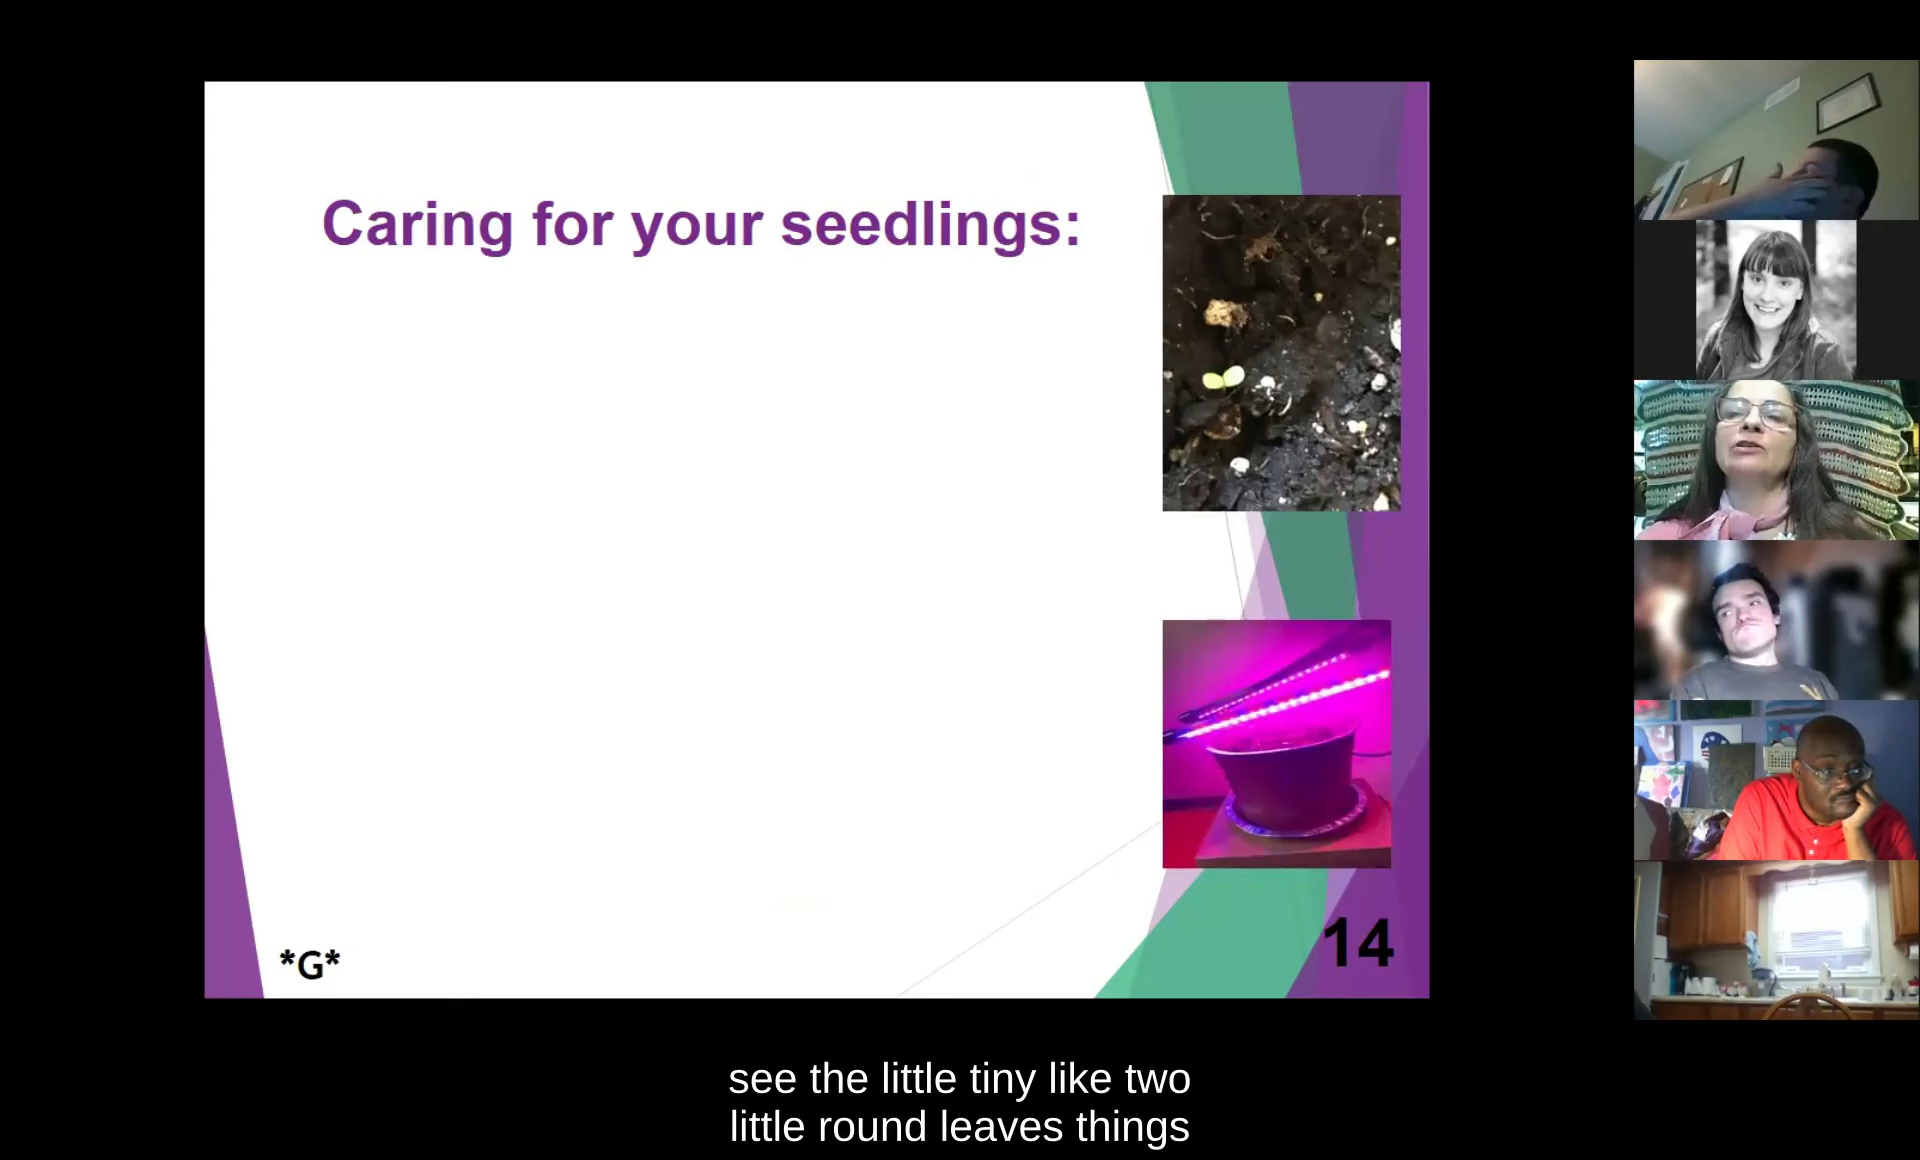 Caring for your seedlings:
*G*
14
see the little tiny like two
little round leaves things